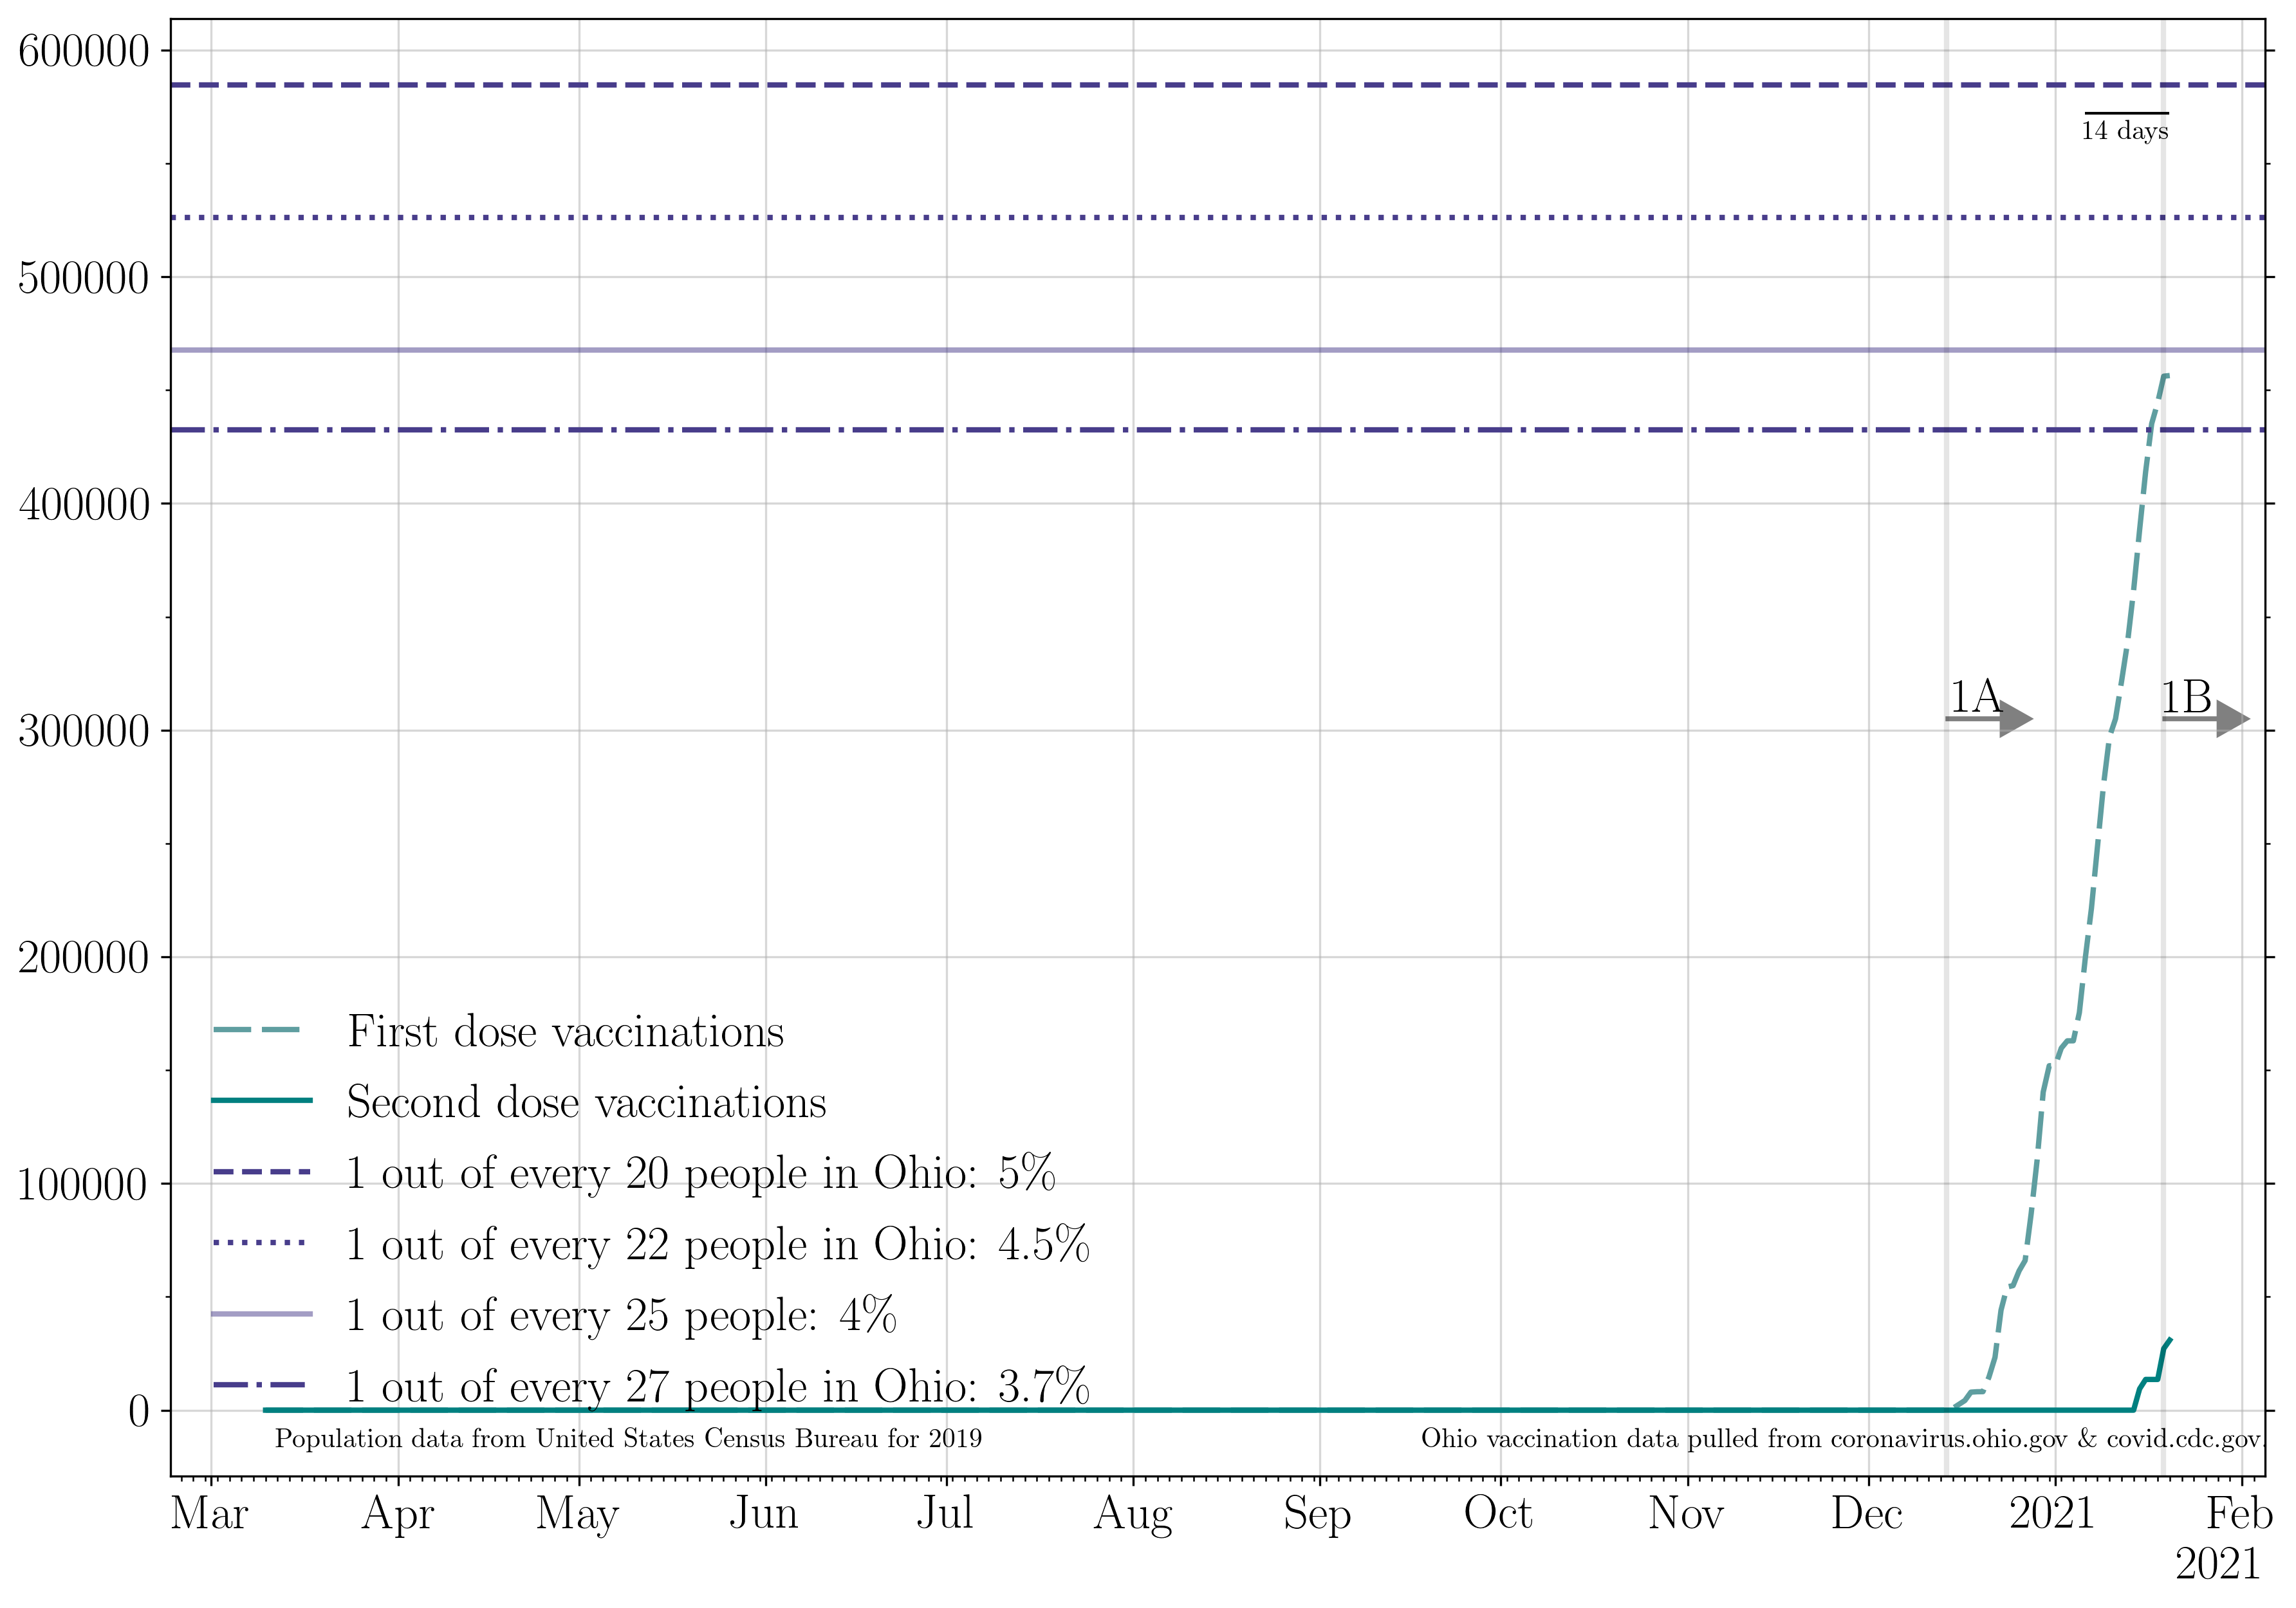 600000
14 days
500000
400000
1A
1B
300000
200000
First dose vaccinations
Second dose vaccinations
1 out of every 20 people in Ohio: 5%
100000
1 out of every 22 people in Ohio: 4.5%
1 out of every 25 people: 4%
1 out of every 27 people in Ohio: 3.7%
0
Population data from United States Census Bureau for 2019
Ohio vaccination data pulled from coronavirus.ohio.gov & covid.cdc.gov.
Mar Apr May Jun Jul Aug Sep Oct Nov Dec 2021 Feb
2021